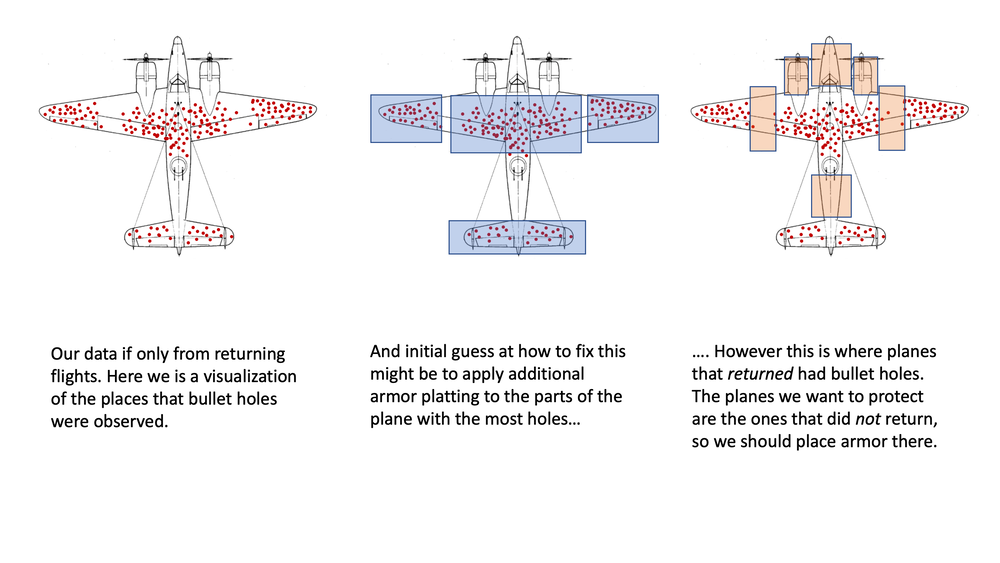 Our data if only from returning
flights. Here we is a visualization
of the places that bullet holes
were observed.
And initial guess at how to fix this
might be to apply additional
armor platting to the parts of the
plane with the most holes…
…. However this is where planes
that returned had bullet holes.
The planes we want to protect
are the ones that did not return,
so we should place armor there.